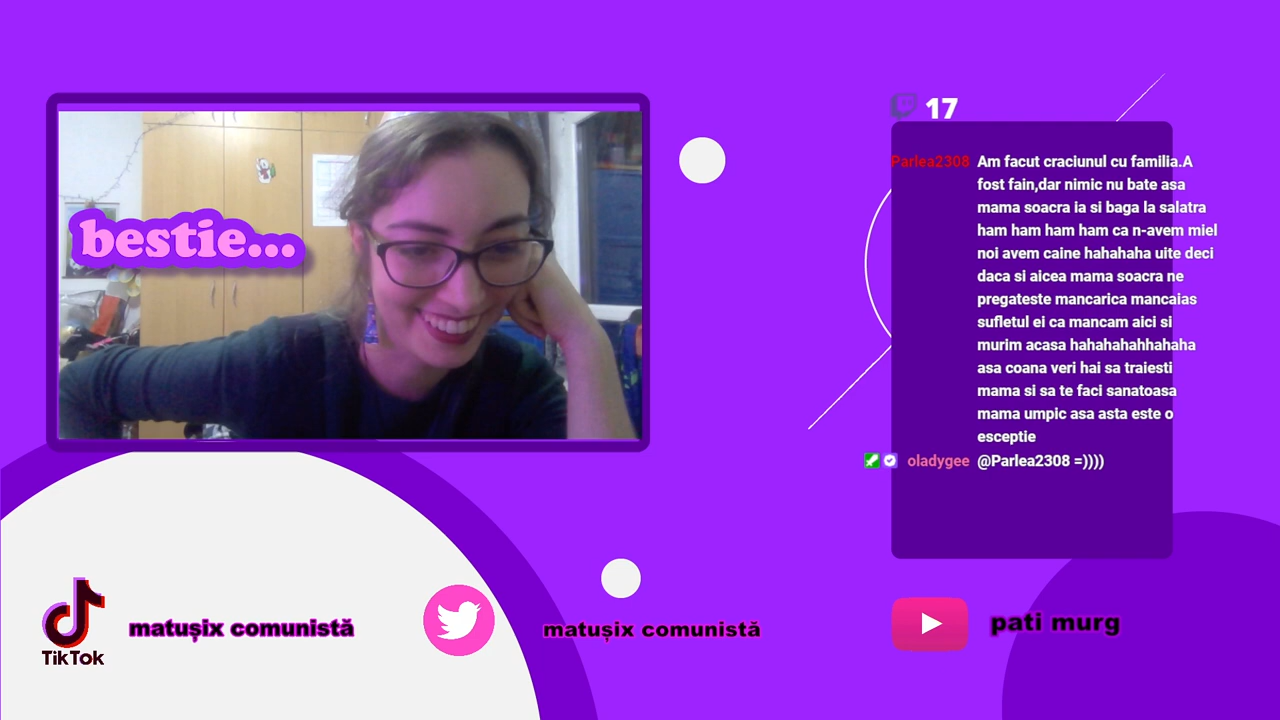 17
bestie...
Parlea2308 Am facut craciunul cu familia.A
fost fain,dar nimic nu bate asa
mama soacra ia si baga la salatra
ham ham ham ham ca n-avem miel
noi avem caine hahahaha uite deci
daca si aicea mama soacra ne
pregateste mancarica mancaias
sufletul ei ca mancam aici si
murim acasa hahahahahhahaha
asa coana veri hai sa traiesti
mama si sa te faci sanatoasa
mama umpic asa asta este o
esceptie
oladygee @Parlea2308 =))))
TikTok
matușix comunistă
matușix comunistă
pati murg